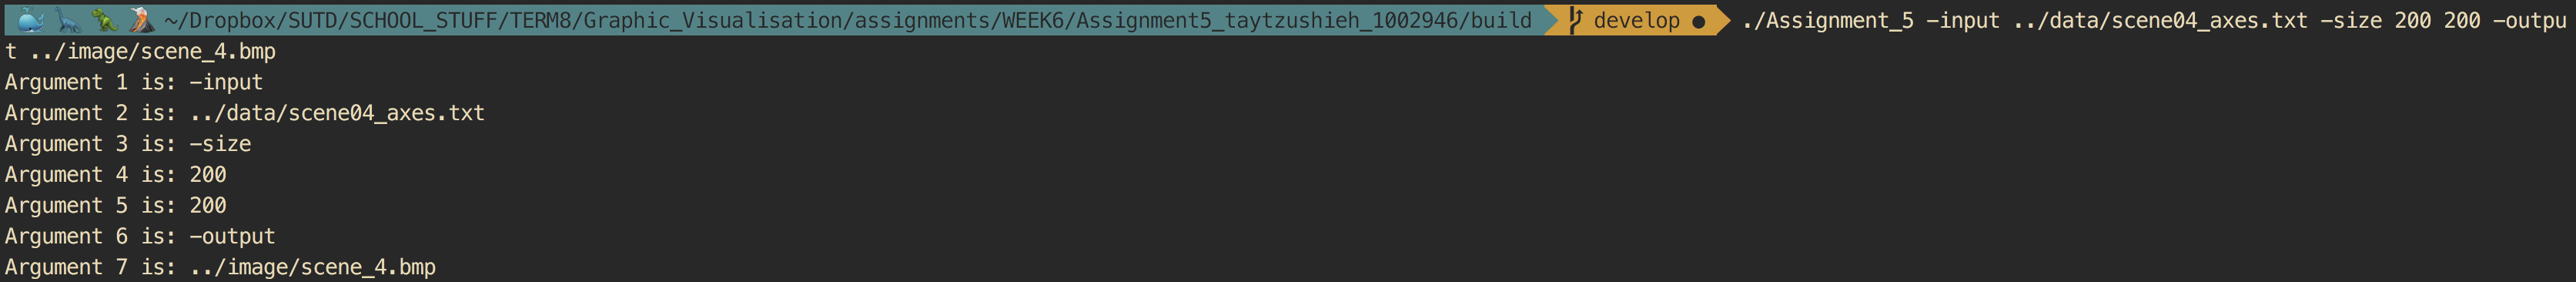 ~/Dropbox/SUTD/SCHOOL_STUFF/TERM8/Graphic_Visualisation/assignments/WEEK6/Assignment5_taytzushieh_1002946/build develop ● ./Assignment_5 -input ../data/scene04_axes.txt -size 200 200 -outpu
t ../image/scene_4.bmp
Argument 1 is: -input
Argument 2 is: ../data/scene04_axes.txt
Argument 3 is: -size
Argument 4 is: 200
Argument 5 is: 200
Argument 6 is: -output
Argument 7 is: ../image/scene_4.bmp